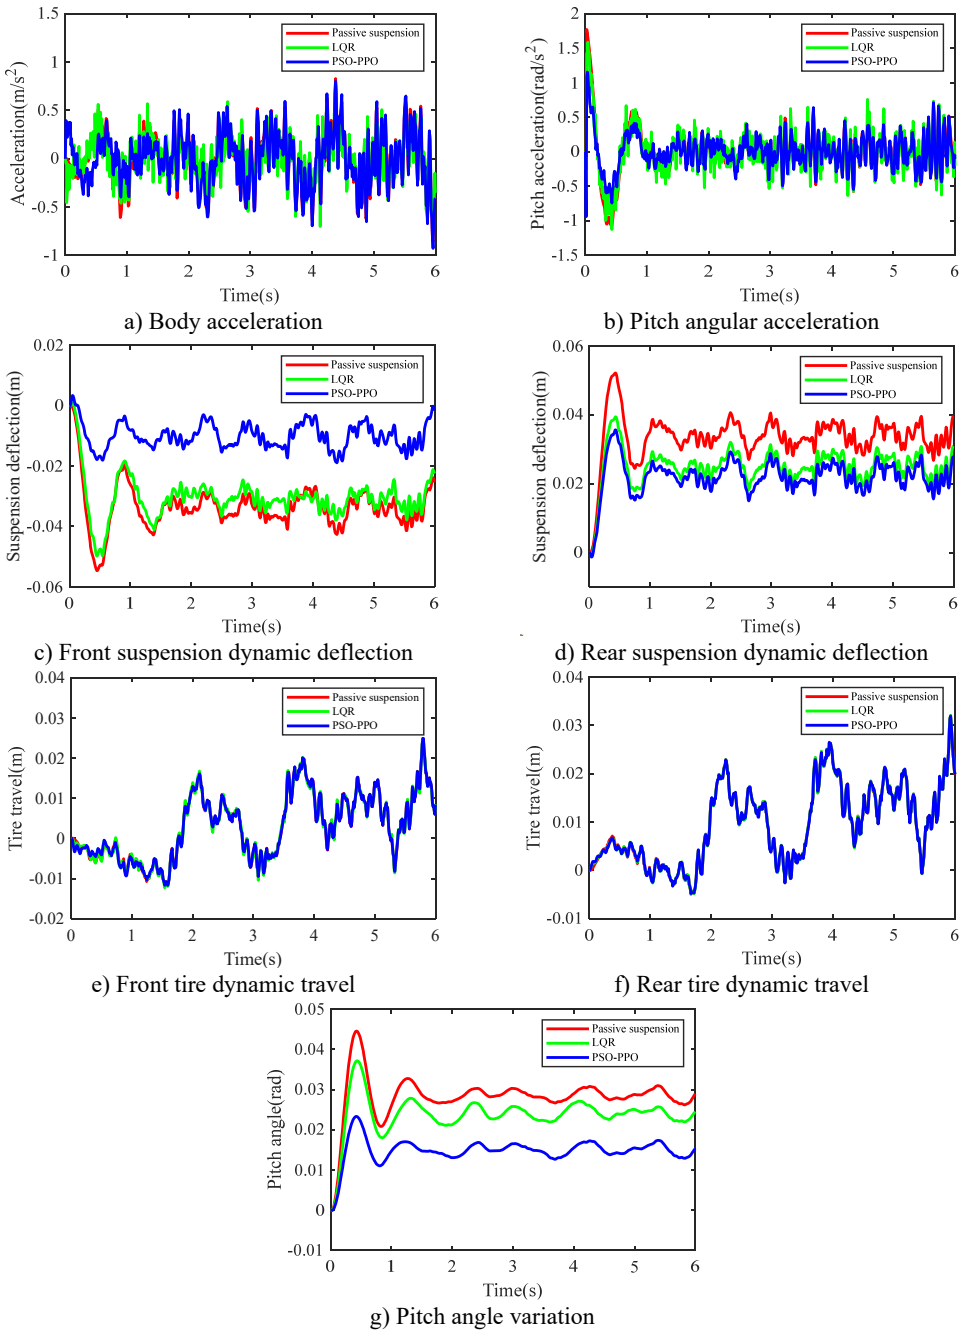 1.5
1
0.5
0
-0.5
-1
Acceleration(m/s²)
Passive suspension
LQR
PSO-PPO
0 1 2 3 4 5 6
Time(s)
a) Body acceleration
2
1.5
1
0.5
0
-0.5
-1
-1.5
Pitch acceleration(rad/s²)
Passive suspension
LQR
PSO-PPO
0 1 2 3 4 5 6
Time(s)
b) Pitch angular acceleration
0.02
0
-0.02
-0.04
-0.06
Suspension deflection(m)
Passive suspension
LQR
PSO-PPO
0 1 2 3 4 5 6
Time(s)
c) Front suspension dynamic deflection
0.06
0.04
0.02
0
Suspension deflection(m)
Passive suspension
LQR
PSO-PPO
0 1 2 3 4 5 6
Time(s)
d) Rear suspension dynamic deflection
0.04
0.03
0.02
0.01
0
-0.01
-0.02
Tire travel(m)
Passive suspension
LQR
PSO-PPO
0 1 2 3 4 5 6
Time(s)
e) Front tire dynamic travel
0.04
0.03
0.02
0.01
0
-0.01
Tire travel(m)
Passive suspension
LQR
PSO-PPO
0 1 2 3 4 5 6
Time(s)
f) Rear tire dynamic travel
0.05
0.04
0.03
0.02
0.01
0
-0.01
Pitch angle(rad)
Passive suspension
LQR
PSO-PPO
0 1 2 3 4 5 6
Time(s)
g) Pitch angle variation